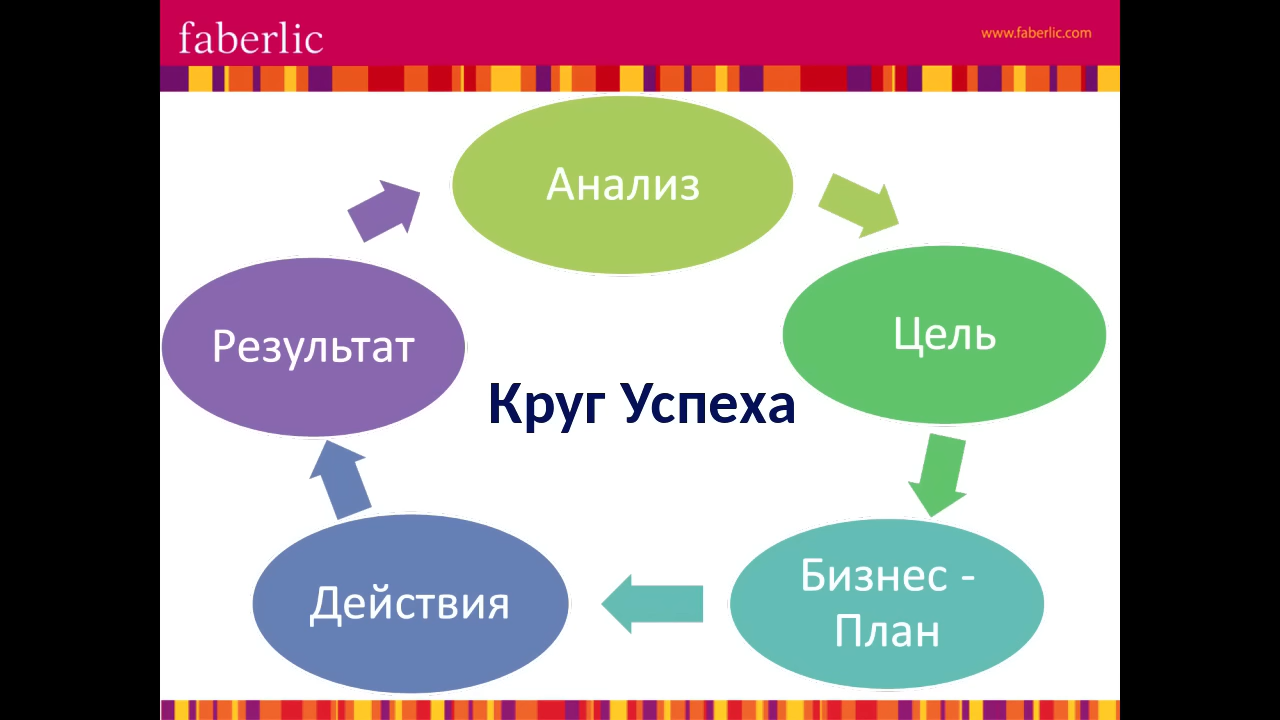 faberlic
www.faberlic.com
Анализ
Цель
Бизнес -
План
Действия
Результат
Круг Успеха